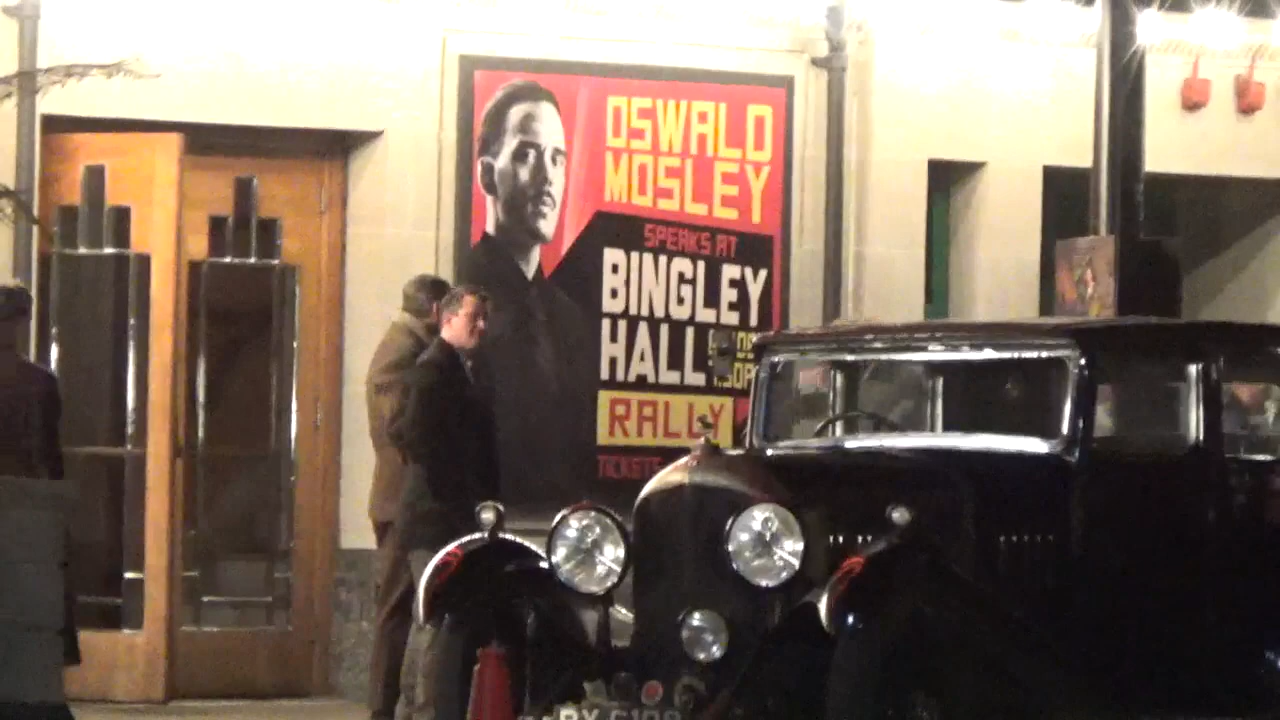 OSWALD
MOSLEY
SPEAKS AT
BINGLEY
HALL
RALLY
TICKETS